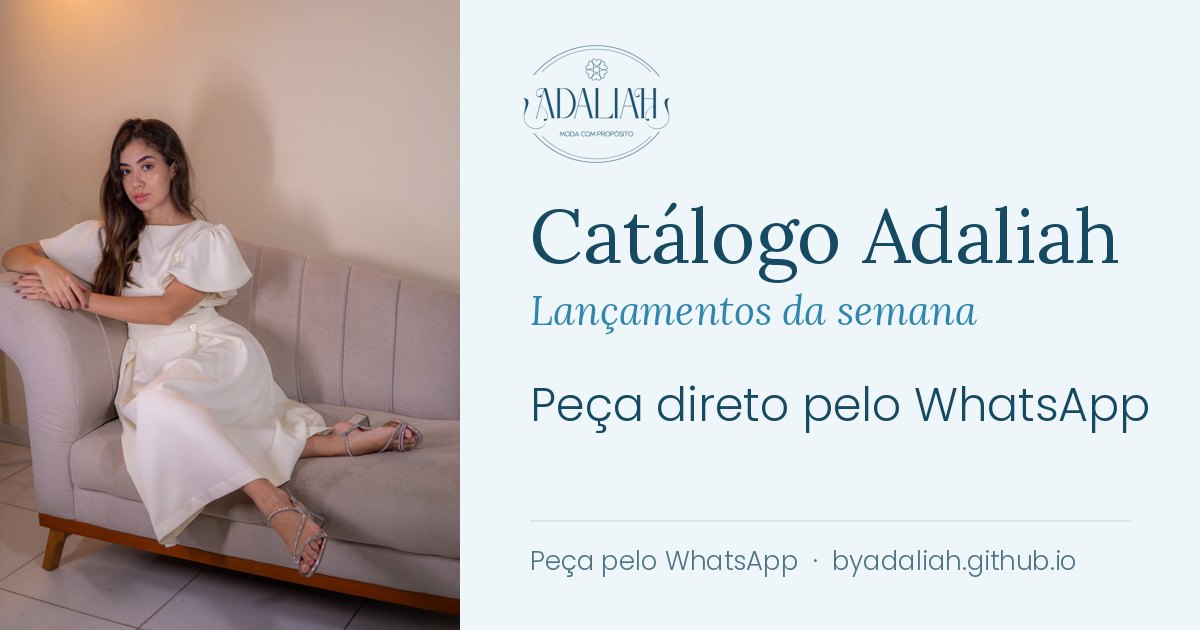 ADALIAH
MODA COM PROPÓSITO
Catálogo Adaliah
Lançamentos da semana
Peça direto pelo WhatsApp
Peça pelo WhatsApp · byadaliah.github.io